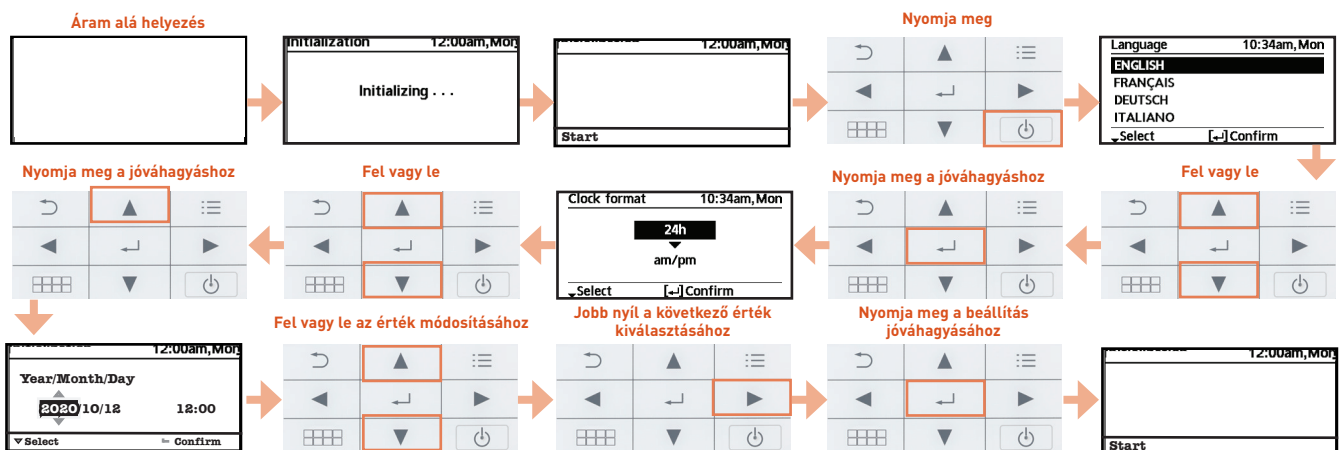 Áram alá helyezés
Initialization 12:00am,Mon
Initializing . . .
12:00am,Mon
Start
Nyomja meg
Language 10:34am, Mon
ENGLISH
FRANÇAIS
DEUTSCH
ITALIANO
Select [↵]Confirm
Nyomja meg a jóváhagyáshoz
Fel vagy le
Clock format 10:34am, Mon
24h
am/pm
Select [↵]Confirm
Nyomja meg a jóváhagyáshoz
Fel vagy le
12:00am,Mon
Year/Month/Day
2020/10/12 12:00
Select Confirm
Fel vagy le az érték módosításához
Jobb nyíl a következő érték
kiválasztásához
Nyomja meg a beállítás
jóváhagyásához
12:00am,Mon
Start